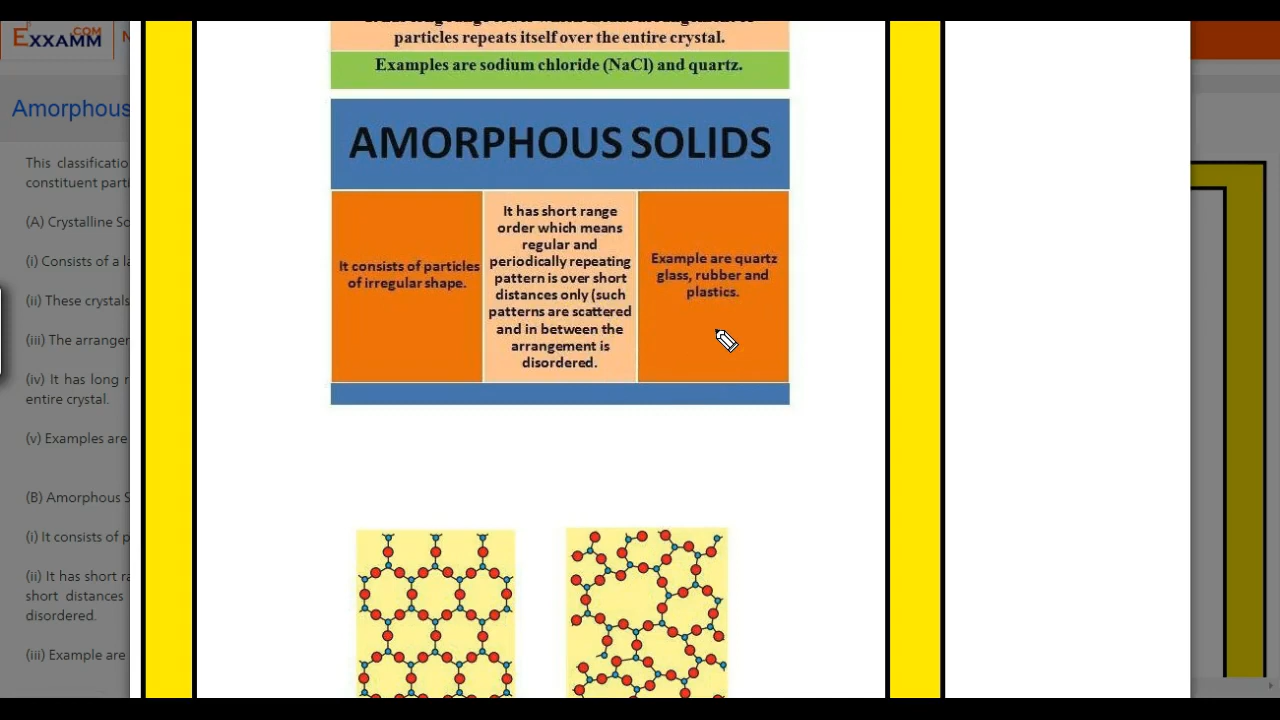 EXXAMM
.COM
particles repeats itself over the entire crystal.
Examples are sodium chloride (NaCl) and quartz.
Amorphous
This classificatio
constituent parti
(A) Crystalline So
(i) Consists of a la
(ii) These crystals
(iii) The arranger
(iv) It has long r
entire crystal.
(v) Examples are
(B) Amorphous S
(i) It consists of p
(ii) It has short ra
short distances
disordered.
(iii) Example are
AMORPHOUS SOLIDS
It consists of particles
of irregular shape.
It has short range
order which means
regular and
periodically repeating
pattern is over short
distances only (such
patterns are scattered
and in between the
arrangement is
disordered.
Example are quartz
glass, rubber and
plastics.